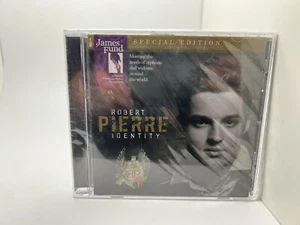 James
Fund
SPECIAL EDITION
Meeting the
needs of orphans
and widows
around
the world.
ROBERT
PIERRE
IDENTITY